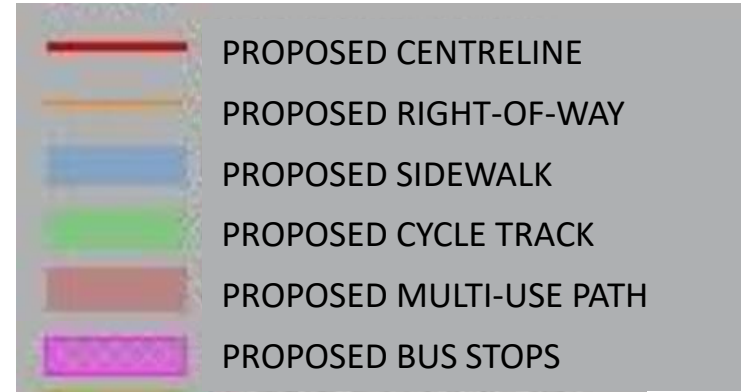 PROPOSED CENTRELINE
PROPOSED RIGHT-OF-WAY
PROPOSED SIDEWALK
PROPOSED CYCLE TRACK
PROPOSED MULTI-USE PATH
PROPOSED BUS STOPS